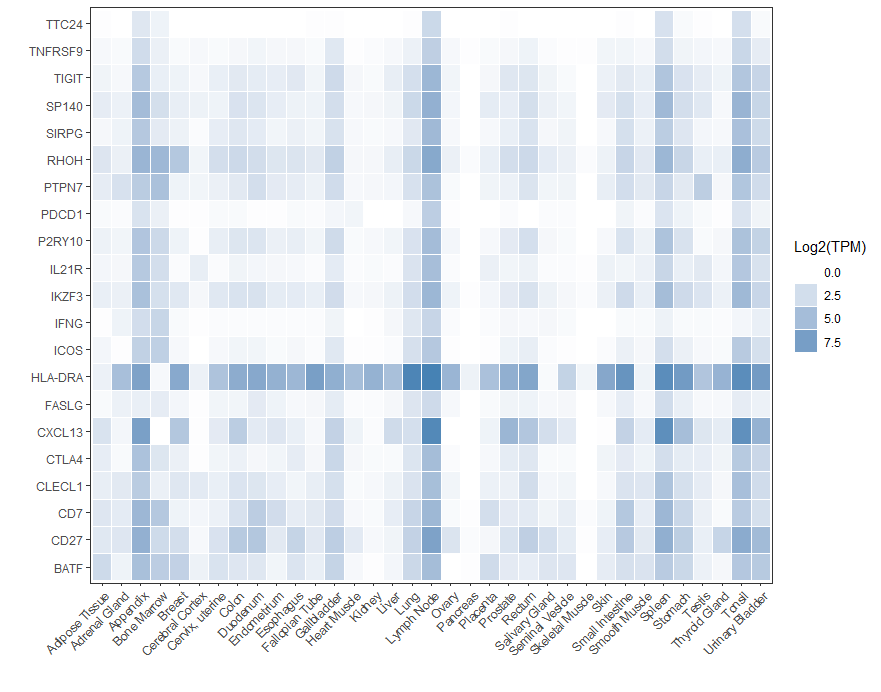 TTC24
TNFRSF9
TIGIT
SP140
SIRPG
RHOH
PTPN7
PDCD1
P2RY10
IL21R
IKZF3
IFNG
ICOS
HLA-DRA
FASLG
CXCL13
CTLA4
CLECL1
CD7
CD27
BATF
Adipose Tissue
Adrenal Gland
Appendix
Bone Marrow
Breast
Cerebral Cortex
Cervix, uterine
Colon
Duodenum
Endometrium
Esophagus
Fallopian Tube
Gallbladder
Heart Muscle
Kidney
Liver
Lung
Lymph Node
Ovary
Pancreas
Placenta
Prostate
Rectum
Salivary Gland
Seminal Vesicle
Skeletal Muscle
Skin
Small Intestine
Smooth Muscle
Spleen
Stomach
Testis
Thyroid Gland
Tonsil
Urinary Bladder
Log2(TPM)
0.0
2.5
5.0
7.5